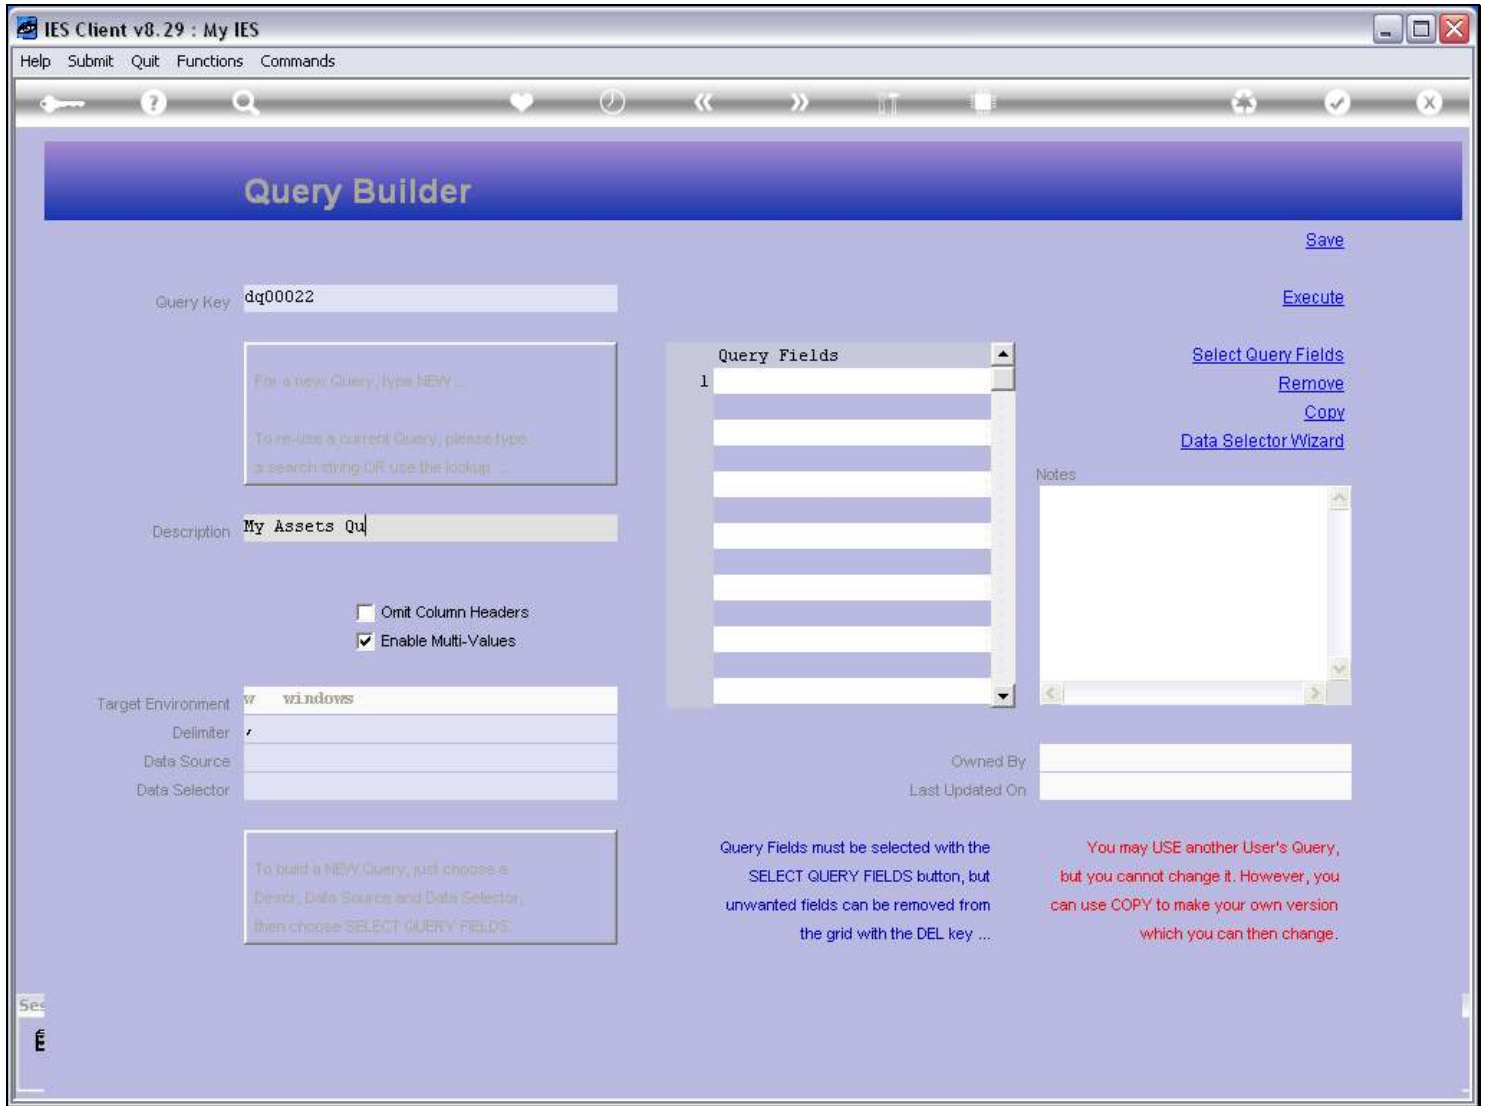 IES Client v8.29 : My IES
Help Submit Quit Functions Commands
Query Builder
Save
Query Key dq00022
Execute
For a new Query, type NEW ...
To re-use a current Query, please type
a search string OR use the lookup ...
Query Fields
1
Select Query Fields
Remove
Copy
Data Selector Wizard
Notes
Description My Assets Qu
Omit Column Headers
Enable Multi-Values
Target Environment w windows
Delimiter ,
Data Source
Data Selector
Owned By
Last Updated On
To build a NEW Query, just choose a
Descr, Data Source and Data Selector,
then choose SELECT QUERY FIELDS.
Query Fields must be selected with the
SELECT QUERY FIELDS button, but
unwanted fields can be removed from
the grid with the DEL key ...
You may USE another User's Query,
but you cannot change it. However, you
can use COPY to make your own version
which you can then change.
Ses